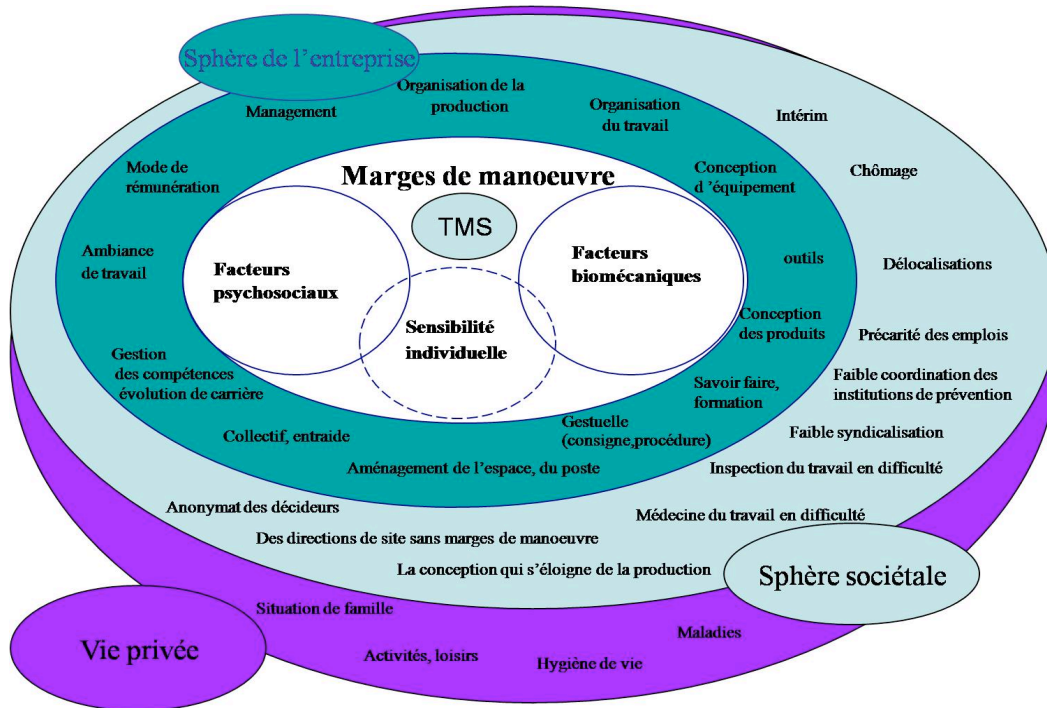 Sphère de l’entreprise
Organisation de la
production
Management
Organisation
du travail
Intérim
Mode de
rémunération
Marges de manoeuvre
Conception
d ’équipement
Chômage
TMS
Ambiance
de travail
Facteurs
psychosociaux
Facteurs
biomécaniques
outils
Délocalisations
Sensibilité
individuelle
Conception
des produits
Précarité des emplois
Gestion
des compétences
évolution de carrière
Savoir faire,
formation
Faible coordination des
institutions de prévention
Collectif, entraide
Gestuelle
(consigne,procédure)
Faible syndicalisation
Aménagement de l’espace, du poste
Inspection du travail en difficulté
Anonymat des décideurs
Médecine du travail en difficulté
Des directions de site sans marges de manoeuvre
La conception qui s’éloigne de la production
Sphère sociétale
Situation de famille
Vie privée
Maladies
Activités, loisirs
Hygiène de vie